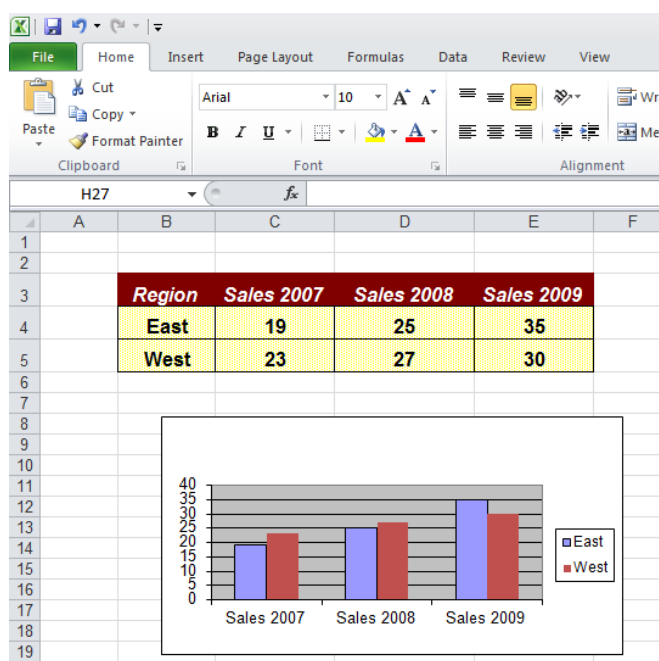 File Home Insert Page Layout Formulas Data Review View
Cut
Copy
Format Painter
Paste
Arial 10 A A
Wr
B I U A
Me
Clipboard Font Alignm
H27 fx
A B C D E F
1
2
3 Region Sales 2007 Sales 2008 Sales 2009
4 East 19 25 35
5 West 23 27 30
6
7
8
9
10
11
12
13
14
15
16
17
18
19
40
35
30
25
20
15
10
5
0
Sales 2007 Sales 2008 Sales 2009
East
West